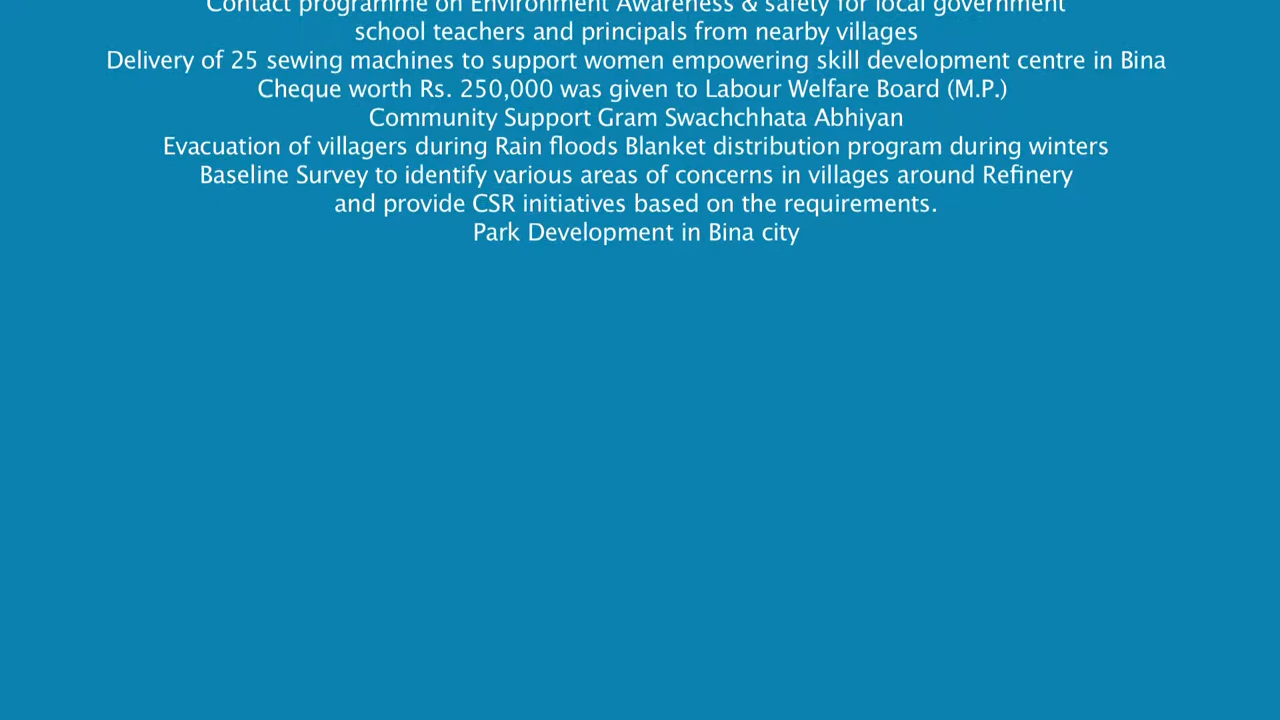 Contact programme on Environment Awareness & safety for local government
school teachers and principals from nearby villages
Delivery of 25 sewing machines to support women empowering skill development centre in Bina
Cheque worth Rs. 250,000 was given to Labour Welfare Board (M.P.)
Community Support Gram Swachchhata Abhiyan
Evacuation of villagers during Rain floods Blanket distribution program during winters
Baseline Survey to identify various areas of concerns in villages around Refinery
and provide CSR initiatives based on the requirements.
Park Development in Bina city